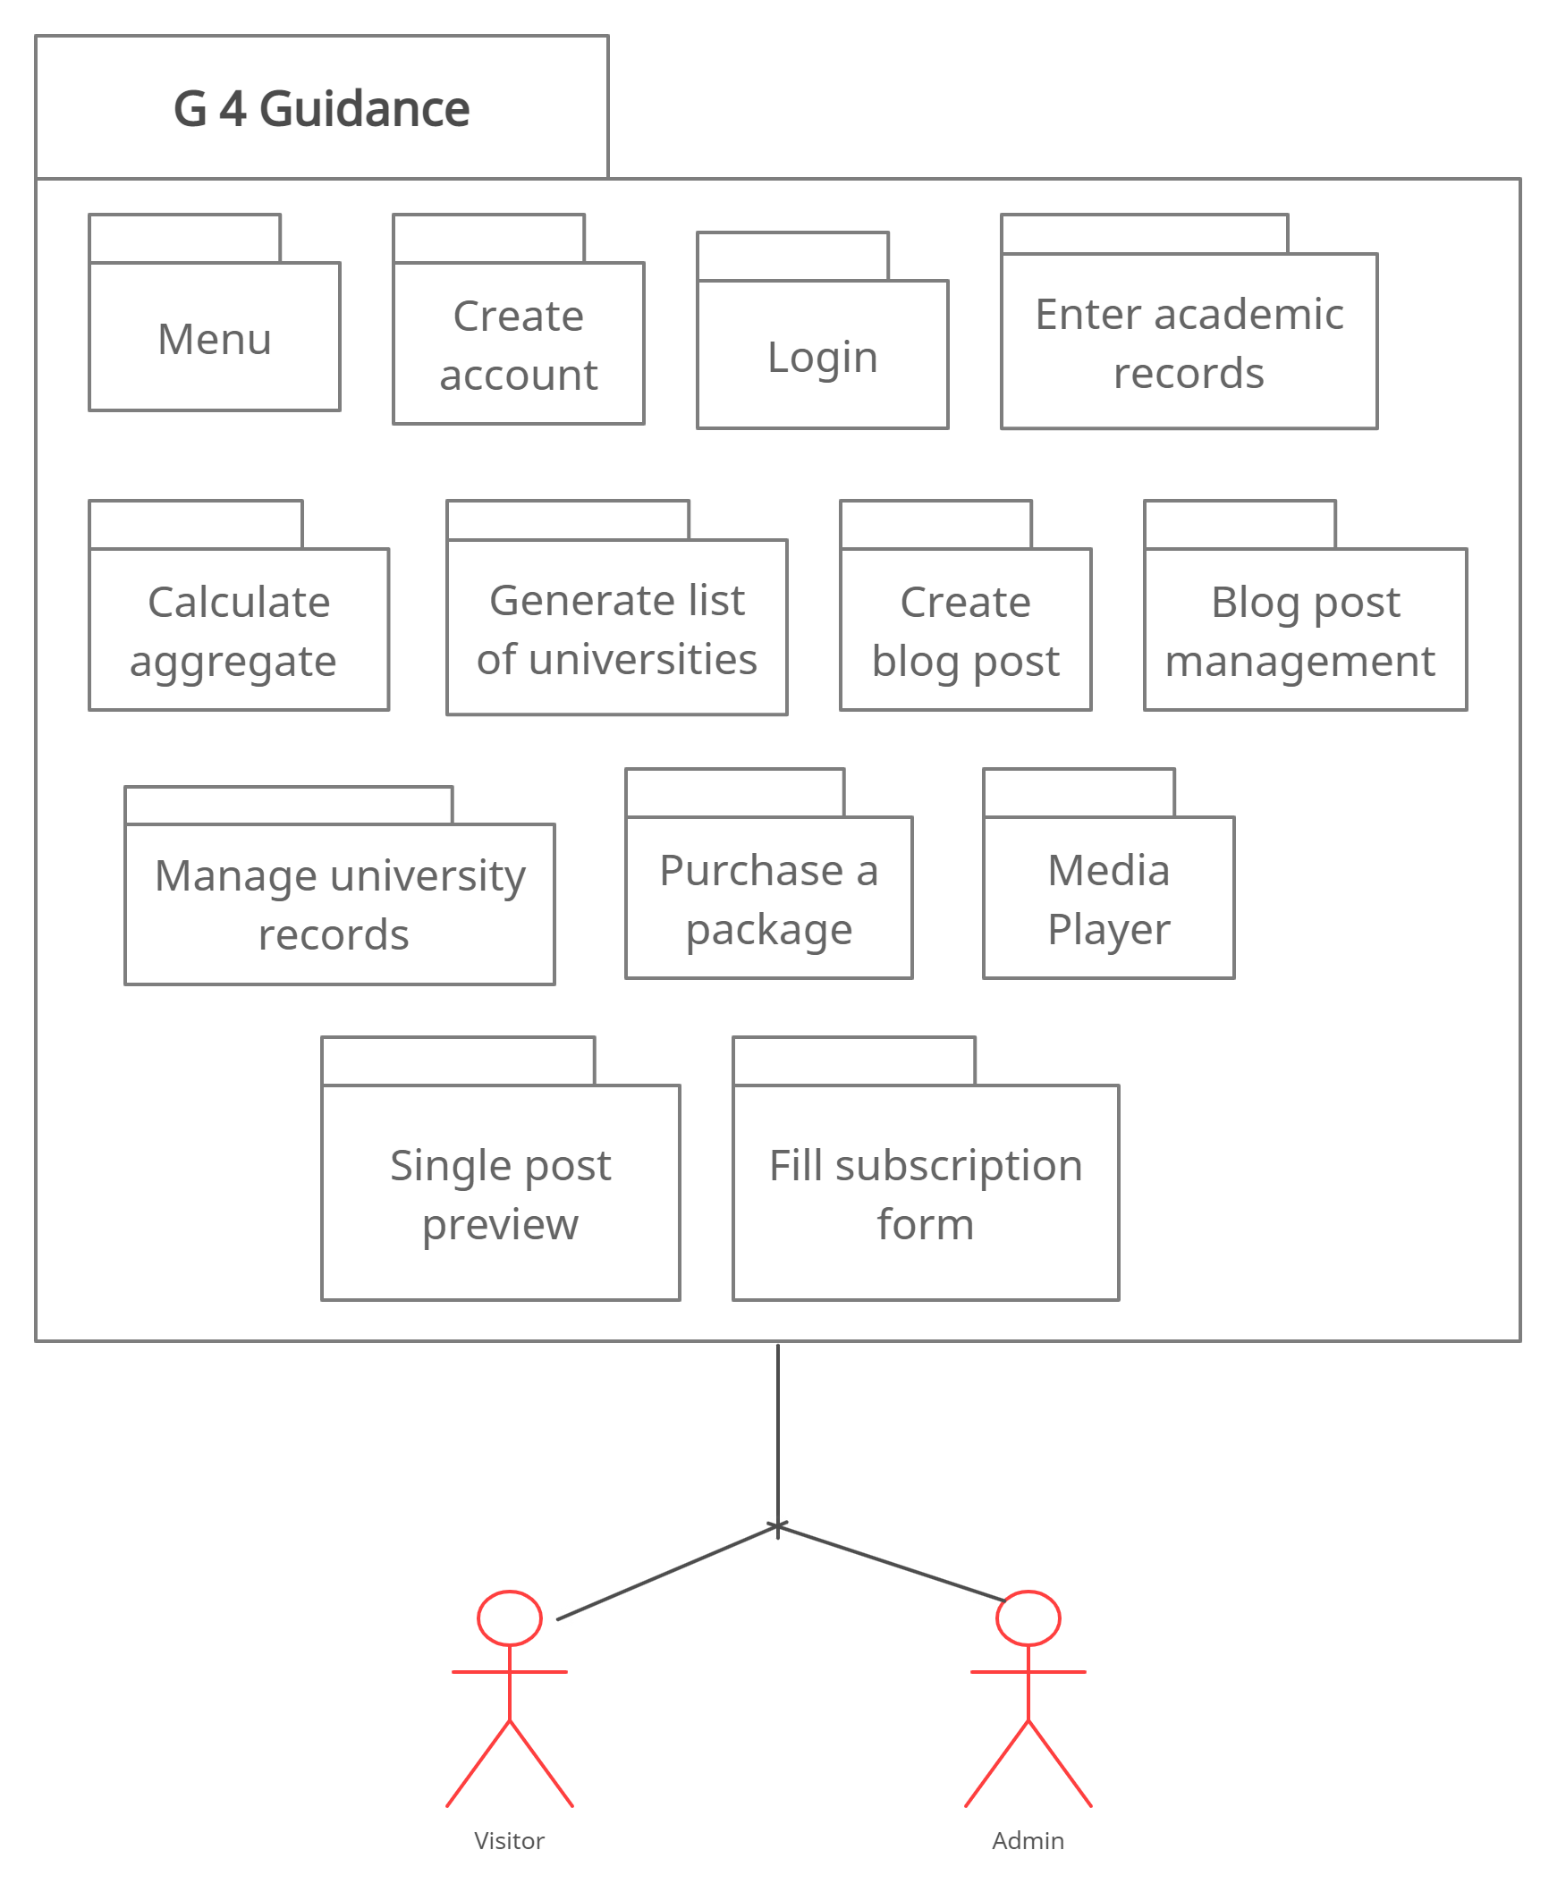 G 4 Guidance
Menu
Create
account
Login
Enter academic
records
Calculate
aggregate
Generate list
of universities
Create
blog post
Blog post
management
Manage university
records
Purchase a
package
Media
Player
Single post
preview
Fill subscription
form
Visitor
Admin